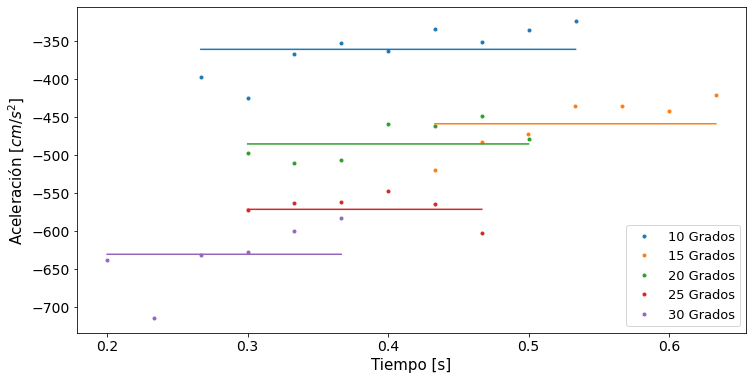 −350
−400
−450
−500
−550
−600
−650
−700
Aceleración [cm/s²]
0.2 0.3 0.4 0.5 0.6
Tiempo [s]
10 Grados
15 Grados
20 Grados
25 Grados
30 Grados